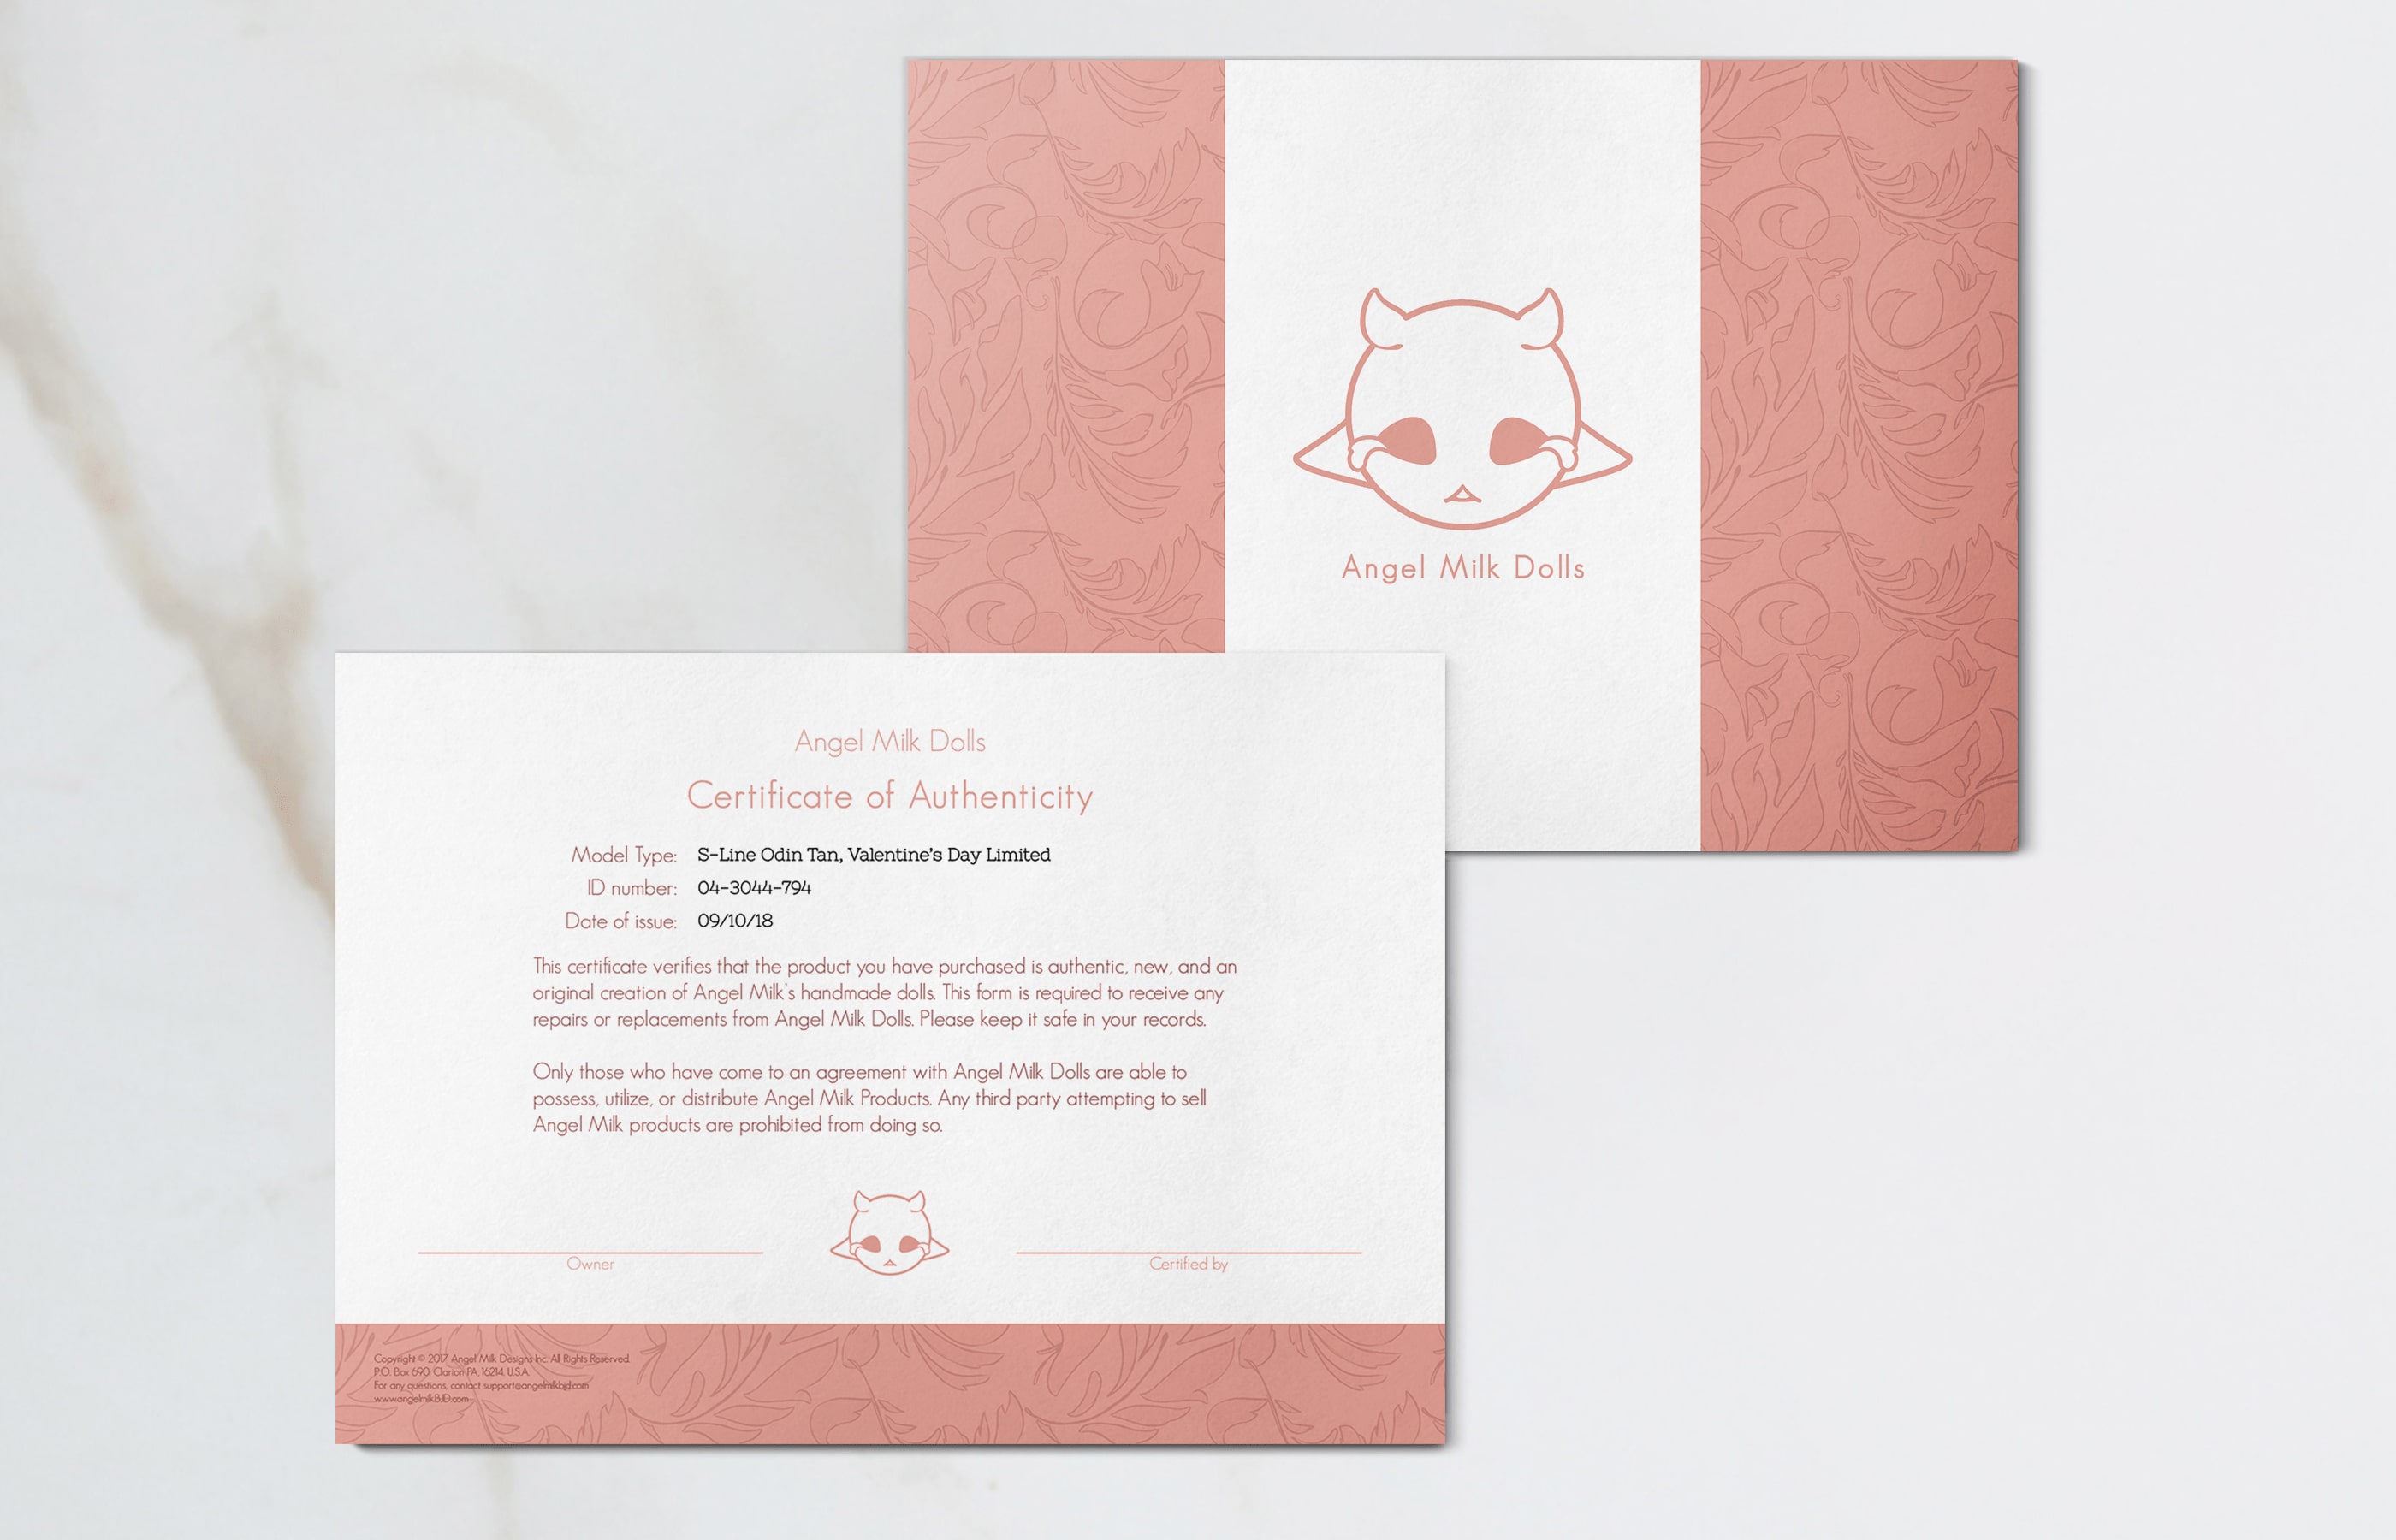 Angel Milk Dolls
Angel Milk Dolls
Certificate of Authenticity
Model Type: S-Line Odin Tan, Valentine's Day Limited
ID number: 04-3044-794
Date of issue: 09/10/18
This certificate verifies that the product you have purchased is authentic, new, and an
original creation of Angel Milk's handmade dolls. This form is required to receive any
repairs or replacements from Angel Milk Dolls. Please keep it safe in your records.
Only those who have come to an agreement with Angel Milk Dolls are able to
possess, utilize, or distribute Angel Milk Products. Any third party attempting to sell
Angel Milk products are prohibited from doing so.
Owner
Certified by
Copyright © 2017 Angel Milk Designs Inc. All Rights Reserved.
P.O. Box 690. Clarion PA, 16214, U.S.A.
For any questions, contact support@angelmilkbjd.com
www.angelmilkBJD.com